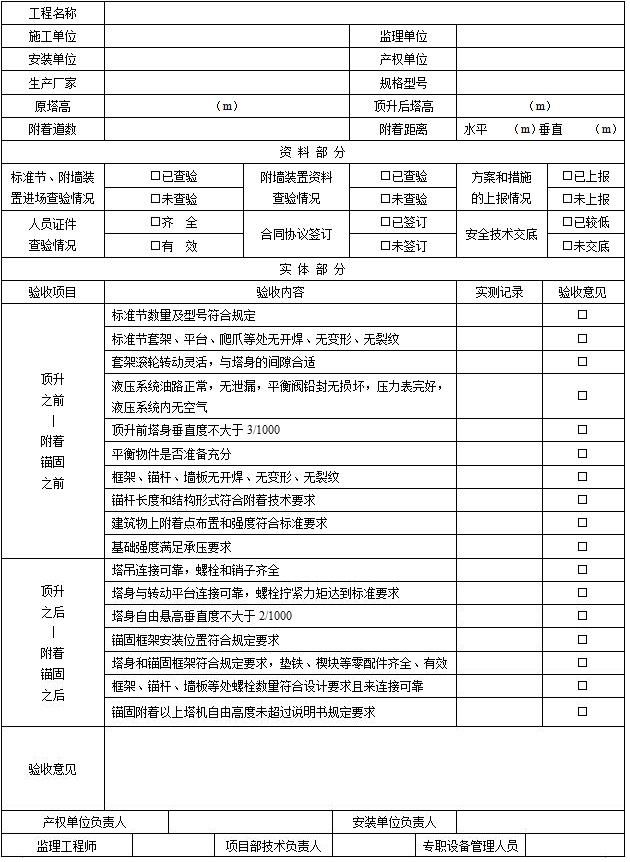 工程名称
施工单位 监理单位
安装单位 产权单位
生产厂家 规格型号
原塔高 （m） 顶升后塔高 （m）
附着道数 附着距离 水平 （m）垂直 （m）
资 料 部 分
标准节、附墙装置进场查验情况 □已查验 □未查验 附墙装置资料查验情况 □已查验 □未查验 方案和措施的上报情况 □已上报 □未上报
人员证件查验情况 □齐 全 □有 效 合同协议签订 □已签订 □未签订 安全技术交底 □已较低 □未交底
实 体 部 分
验收项目 验收内容 实测记录 验收意见
顶升之前｜附着锚固之前
标准节数量及型号符合规定 □
标准节套架、平台、爬爪等处无开焊、无变形、无裂纹 □
套架滚轮转动灵活，与塔身的间隙合适 □
液压系统油路正常，无泄漏，平衡阀铅封无损坏，压力表完好，
液压系统内无空气 □
顶升前塔身垂直度不大于 3/1000 □
平衡物件是否准备充分 □
框架、锚杆、墙板无开焊、无变形、无裂纹 □
锚杆长度和结构形式符合附着技术要求 □
建筑物上附着点布置和强度符合标准要求 □
基础强度满足承压要求 □
顶升之后｜附着锚固之后
塔吊连接可靠，螺栓和销子齐全 □
塔身与转动平台连接可靠，螺栓拧紧力矩达到标准要求 □
塔身自由悬高垂直度不大于 2/1000 □
锚固框架安装位置符合规定要求 □
塔身和锚固框架符合规定要求，垫铁、楔块等零配件齐全、有效 □
框架、锚杆、墙板等处螺栓数量符合设计要求且来连接可靠 □
锚固附着以上塔机自由高度未超过说明书规定要求 □
验收意见
产权单位负责人 安装单位负责人
监理工程师 项目部技术负责人 专职设备管理人员